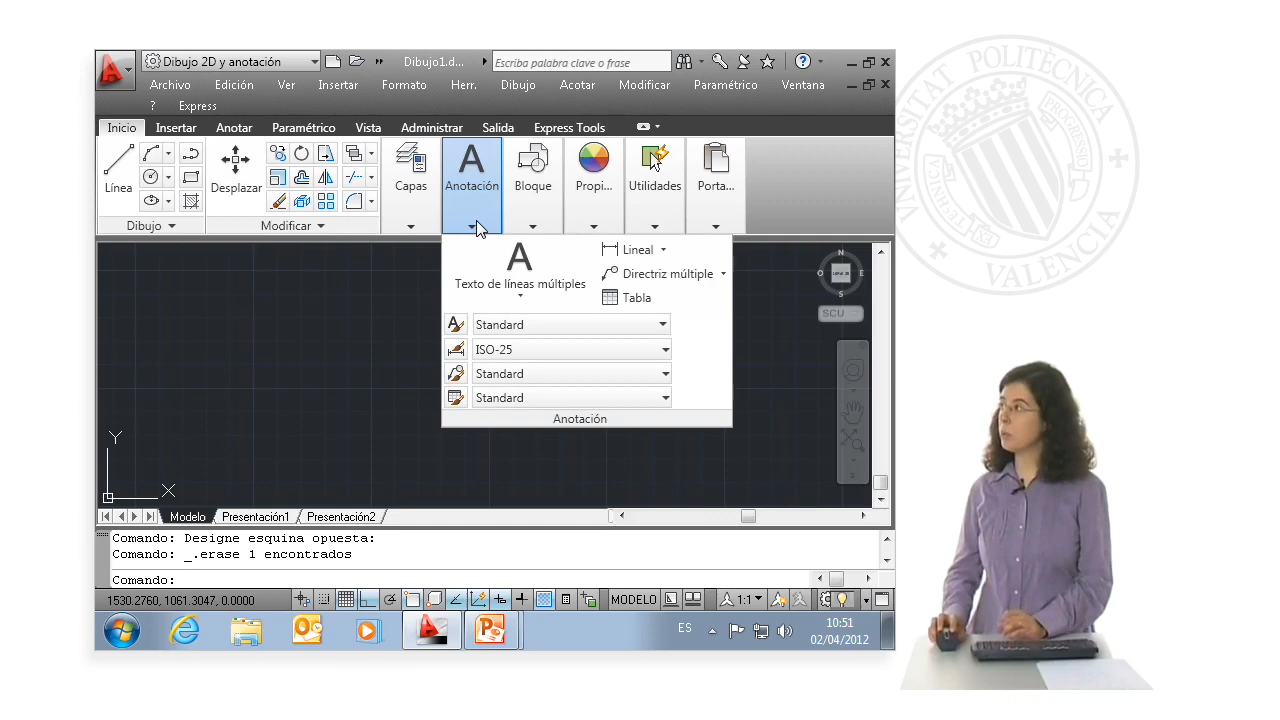 Dibujo 2D y anotación
Dibujo1.d...
Escriba palabra clave o frase
Archivo Edición Ver Insertar Formato Herr. Dibujo Acotar Modificar Paramétrico Ventana
? Express
Inicio Insertar Anotar Paramétrico Vista Administrar Salida Express Tools
Línea Desplazar Capas Anotación Bloque Propi... Utilidades Porta...
Dibujo Modificar
A
Texto de líneas múltiples
Lineal
Directriz múltiple
Tabla
Standard
ISO-25
Standard
Standard
Anotación
N
O E
S
SCU
Y
X
Modelo Presentación1 Presentación2
Comando: Designe esquina opuesta:
Comando: _.erase 1 encontrados
Comando:
1530.2760, 1061.3047, 0.0000
MODELO
1:1
ES
10:51
02/04/2012
UNIVERSITAT POLITÈCNICA
VALÈNCIA